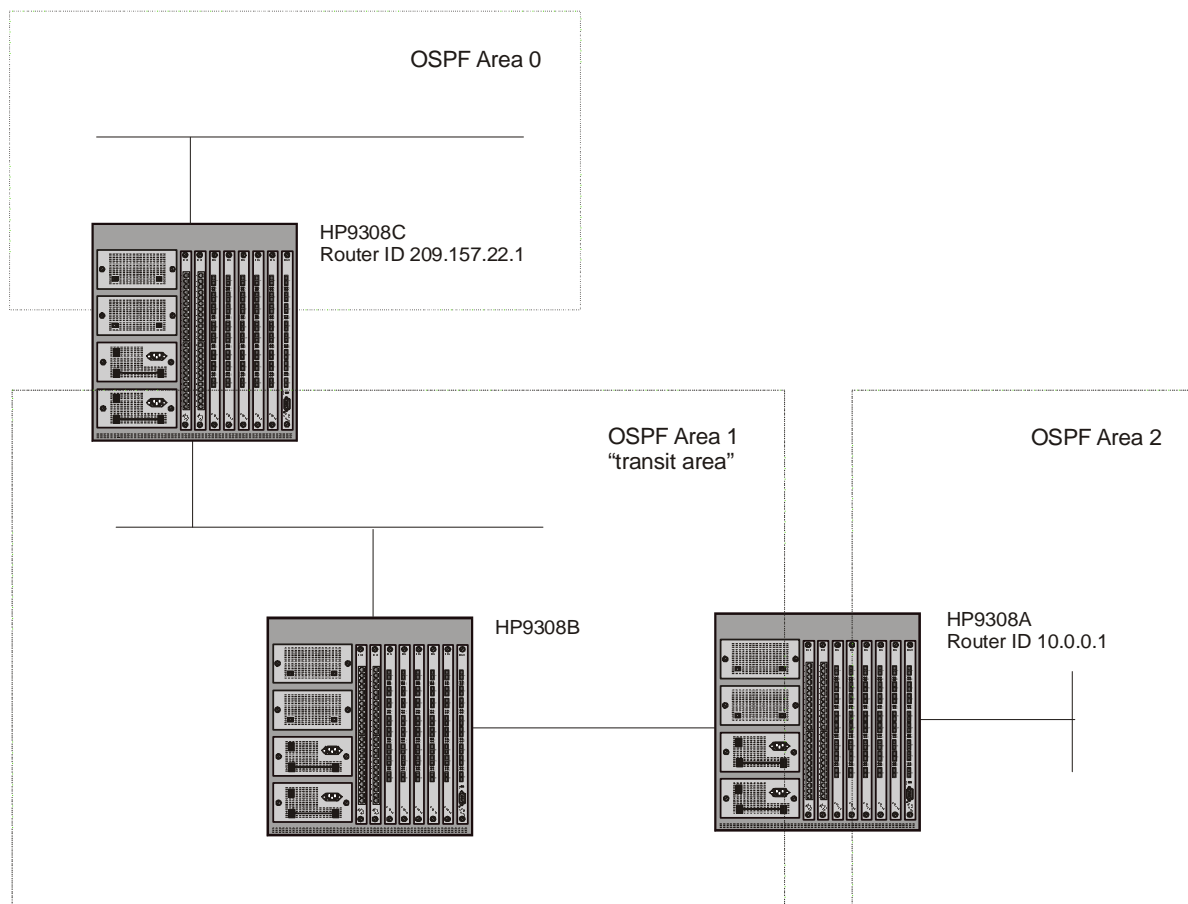 OSPF Area 0
HP9308C
Router ID 209.157.22.1
OSPF Area 1
“transit area”
OSPF Area 2
HP9308B
HP9308A
Router ID 10.0.0.1